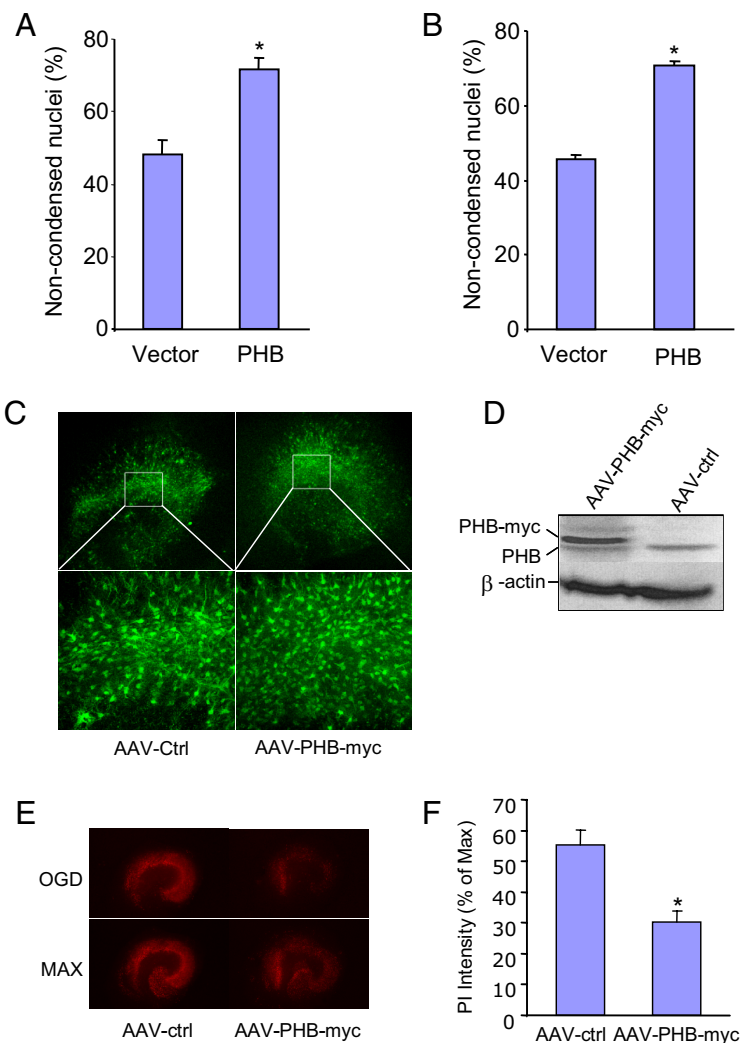 A
Non-condensed nuclei (%)
80
60
40
20
0
*
Vector PHB
B
Non-condensed nuclei (%)
80
60
40
20
0
*
Vector PHB
C
AAV-Ctrl AAV-PHB-myc
D
AAV-PHB-myc AAV-ctrl
PHB-myc
PHB
β -actin
E
OGD
MAX
AAV-ctrl AAV-PHB-myc
F
PI Intensity (% of Max)
70
60
50
40
30
20
10
0
*
AAV-ctrl AAV-PHB-myc